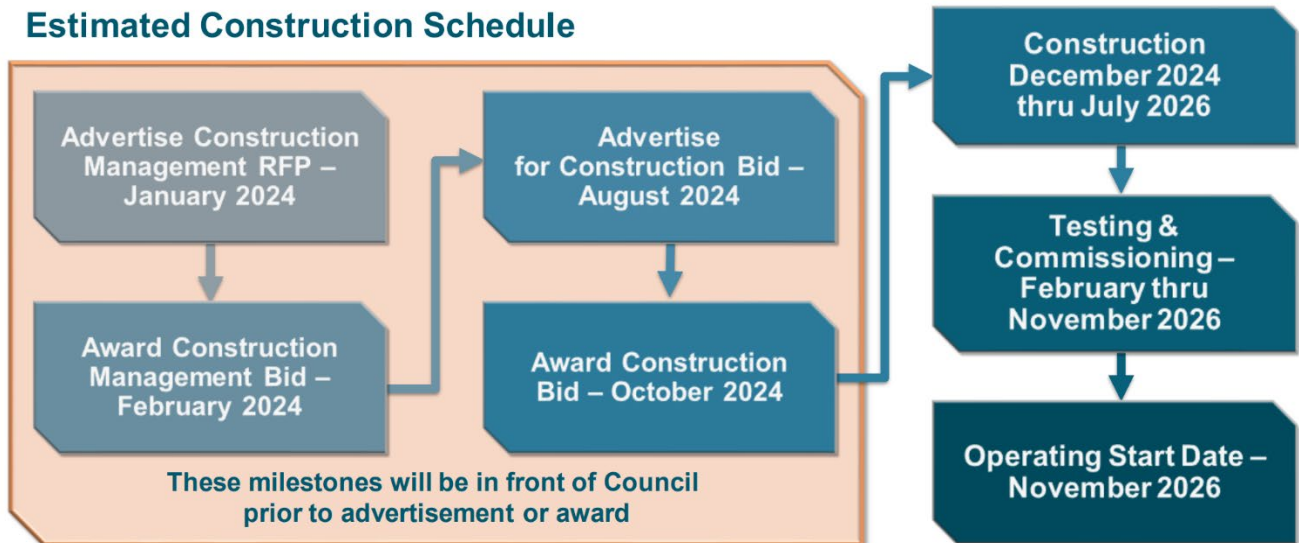 Estimated Construction Schedule
Advertise Construction
Management RFP –
January 2024
Award Construction
Management Bid –
February 2024
Advertise
for Construction Bid –
August 2024
Award Construction
Bid – October 2024
These milestones will be in front of Council
prior to advertisement or award
Construction
December 2024
thru July 2026
Testing &
Commissioning –
February thru
November 2026
Operating Start Date –
November 2026